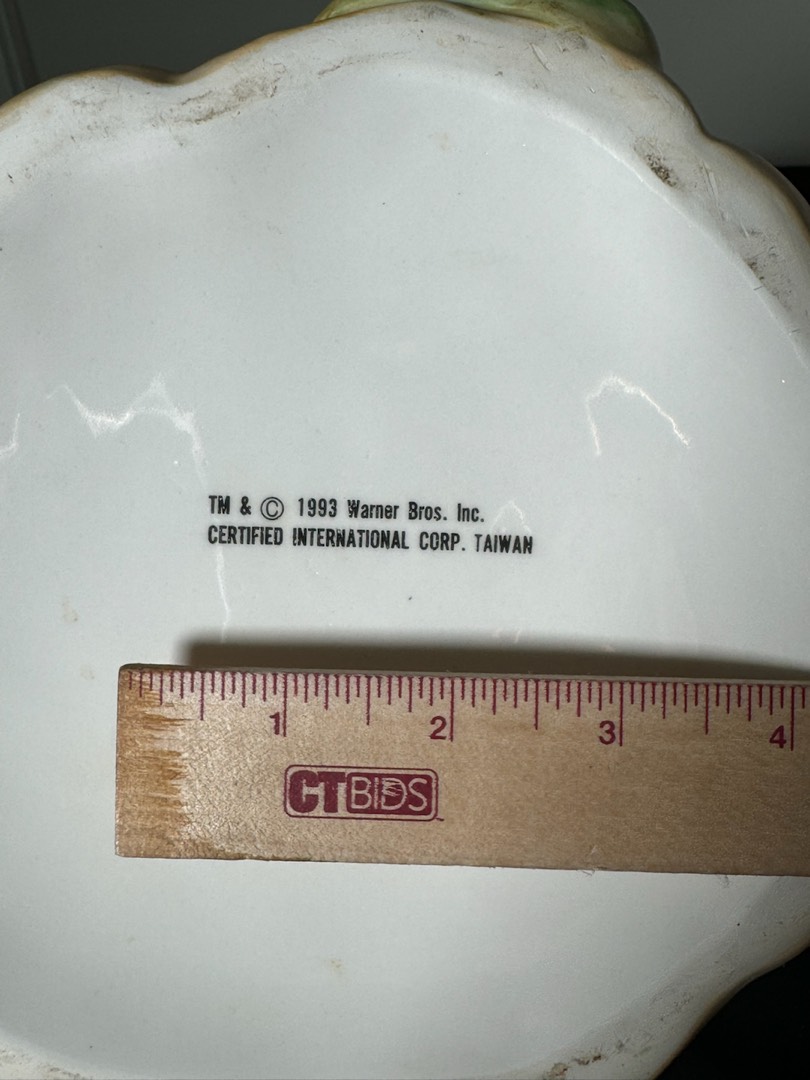 TM & © 1993 Warner Bros. Inc.
CERTIFIED INTERNATIONAL CORP. TAIWAN
1 2 3 4
CTBIDS